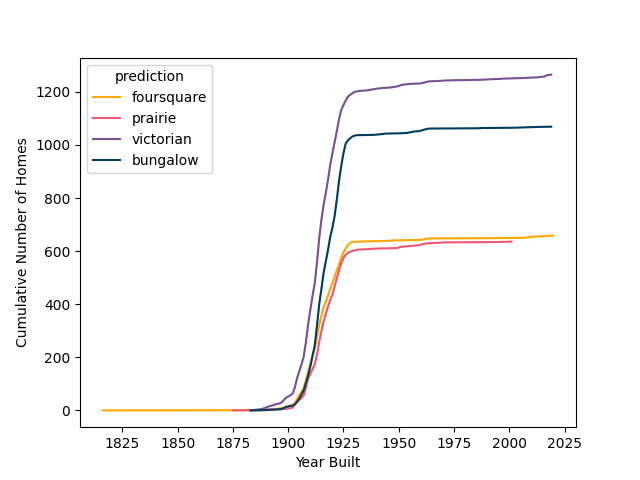 prediction
foursquare
prairie
victorian
bungalow
Cumulative Number of Homes
1200
1000
800
600
400
200
0
1825 1850 1875 1900 1925 1950 1975 2000 2025
Year Built